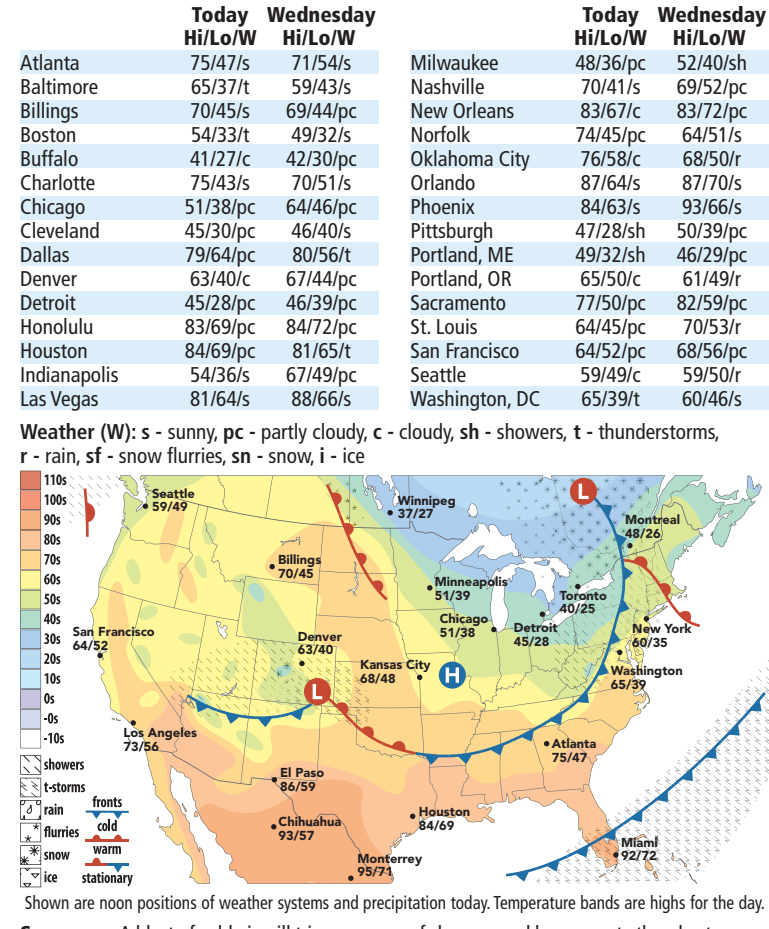 Today Wednesday
Hi/Lo/W Hi/Lo/W
Atlanta 75/47/s 71/54/s
Baltimore 65/37/t 59/43/s
Billings 70/45/s 69/44/pc
Boston 54/33/t 49/32/s
Buffalo 41/27/c 42/30/pc
Charlotte 75/43/s 70/51/s
Chicago 51/38/pc 64/46/pc
Cleveland 45/30/pc 46/40/s
Dallas 79/64/pc 80/56/t
Denver 63/40/c 67/44/pc
Detroit 45/28/pc 46/39/pc
Honolulu 83/69/pc 84/72/pc
Houston 84/69/pc 81/65/t
Indianapolis 54/36/s 67/49/pc
Las Vegas 81/64/s 88/66/s
Today Wednesday
Hi/Lo/W Hi/Lo/W
Milwaukee 48/36/pc 52/40/sh
Nashville 70/41/s 69/52/pc
New Orleans 83/67/c 83/72/pc
Norfolk 74/45/pc 64/51/s
Oklahoma City 76/58/c 68/50/r
Orlando 87/64/s 87/70/s
Phoenix 84/63/s 93/66/s
Pittsburgh 47/28/sh 50/39/pc
Portland, ME 49/32/sh 46/29/pc
Portland, OR 65/50/c 61/49/r
Sacramento 77/50/pc 82/59/pc
St. Louis 64/45/pc 70/53/r
San Francisco 64/52/pc 68/56/pc
Seattle 59/49/c 59/50/r
Washington, DC 65/39/t 60/46/s
Weather (W): s - sunny, pc - partly cloudy, c - cloudy, sh - showers, t - thunderstorms,
r - rain, sf - snow flurries, sn - snow, i - ice
110s
100s
90s
80s
70s
60s
50s
40s
30s
20s
10s
0s
-0s
-10s
showers
t-storms
rain
flurries
snow
ice
fronts
cold
warm
stationary
Seattle
59/49
Winnipeg
37/27
L
Montreal
48/26
Billings
70/45
Minneapolis
51/39
Toronto
40/25
Chicago
51/38
Detroit
45/28
New York
60/35
San Francisco
64/52
Denver
63/40
Kansas City
68/48
H
Washington
65/39
L
Los Angeles
73/56
Atlanta
75/47
El Paso
86/59
Houston
84/69
Chihuahua
93/57
Miami
92/72
Monterrey
95/71
Shown are noon positions of weather systems and precipitation today. Temperature bands are highs for the day.